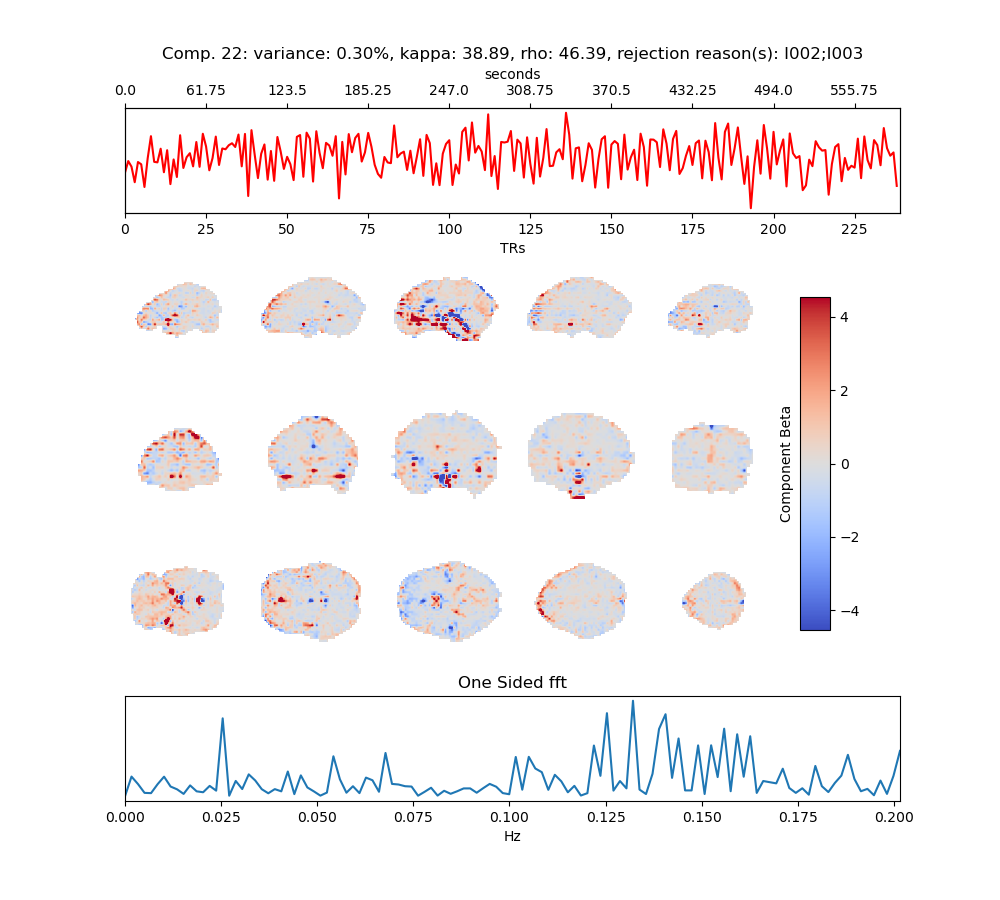 Comp. 22: variance: 0.30%, kappa: 38.89, rho: 46.39, rejection reason(s): I002;I003
seconds
0.0 61.75 123.5 185.25 247.0 308.75 370.5 432.25 494.0 555.75
0 25 50 75 100 125 150 175 200 225
TRs
4
2
0
−2
−4
Component Beta
One Sided fft
0.000 0.025 0.050 0.075 0.100 0.125 0.150 0.175 0.200
Hz